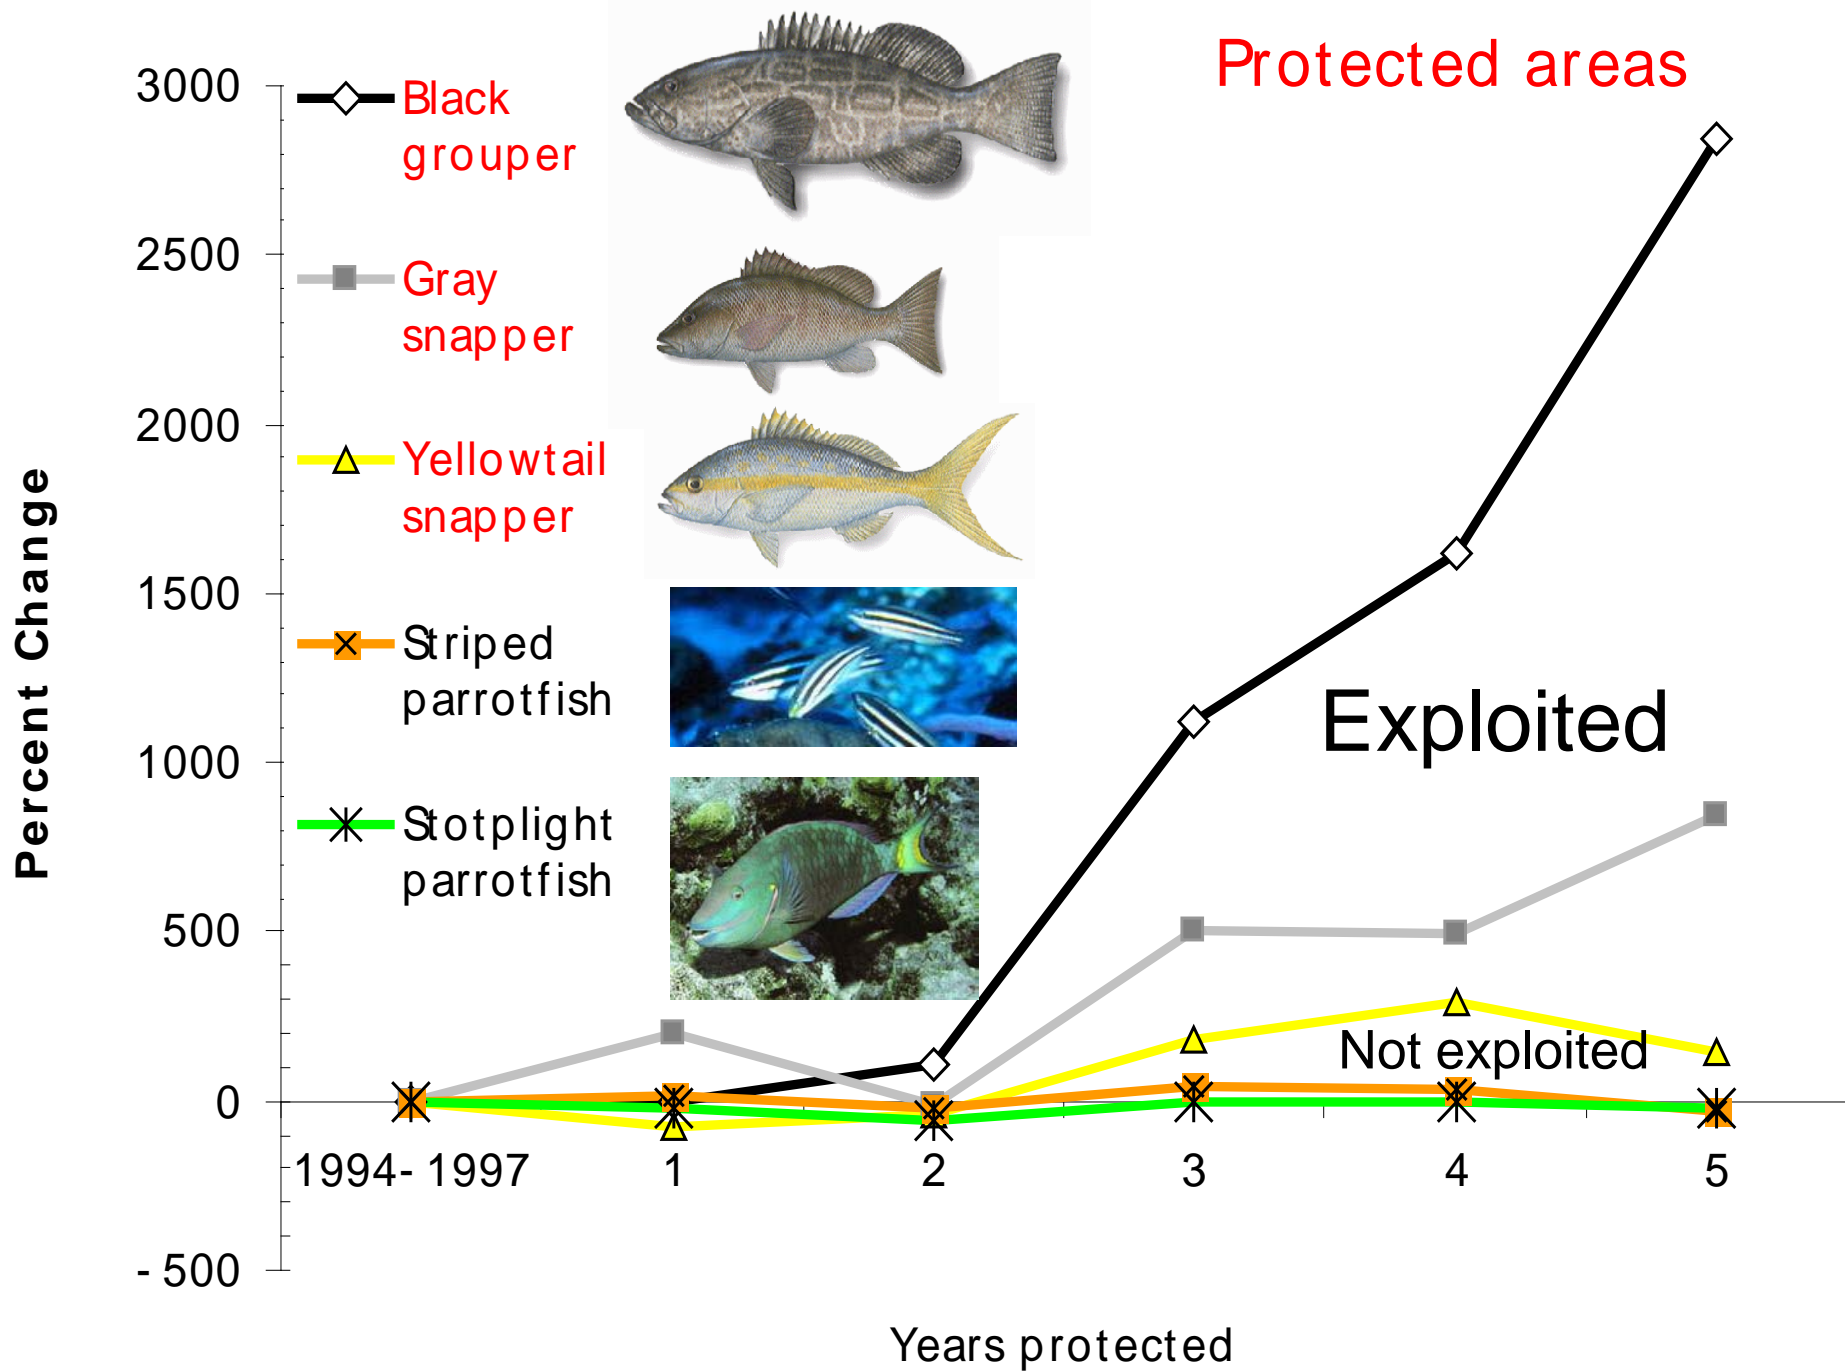 Protected areas
3000
2500
2000
1500
1000
500
0
-500
Percent Change
Black
grouper
Gray
snapper
Yellowtail
snapper
Striped
parrotfish
Stotplight
parrotfish
Exploited
Not exploited
1994-1997 1 2 3 4 5
Years protected